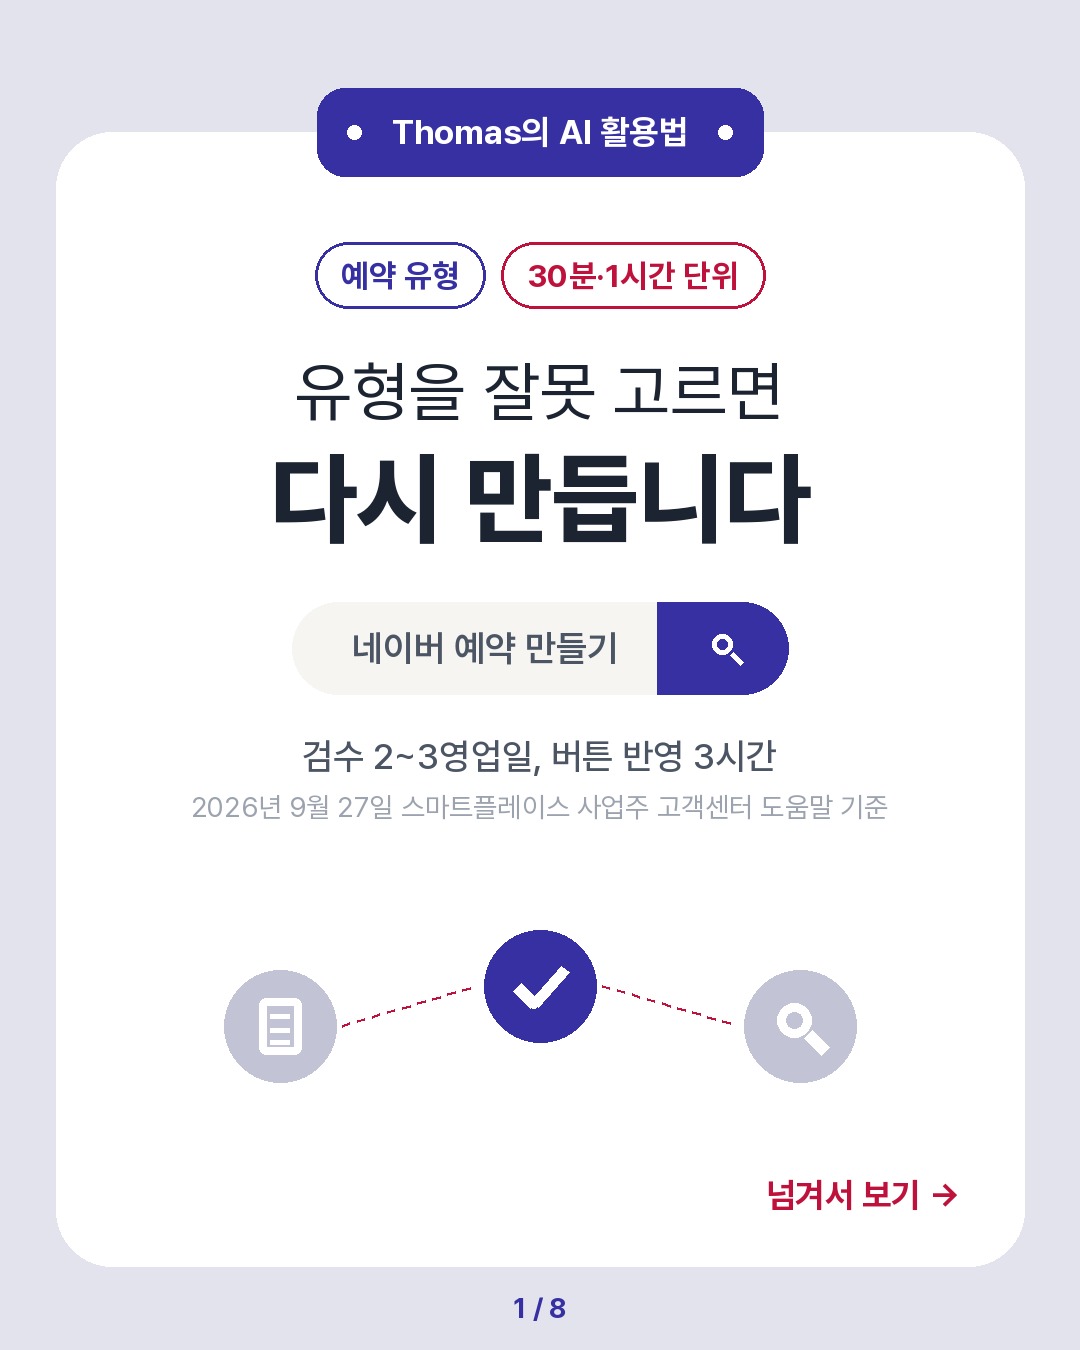 Thomas의 AI 활용법
예약 유형
30분·1시간 단위
유형을 잘못 고르면
다시 만듭니다
네이버 예약 만들기
검수 2~3영업일, 버튼 반영 3시간
2026년 9월 27일 스마트플레이스 사업주 고객센터 도움말 기준
넘겨서 보기 →
1 / 8